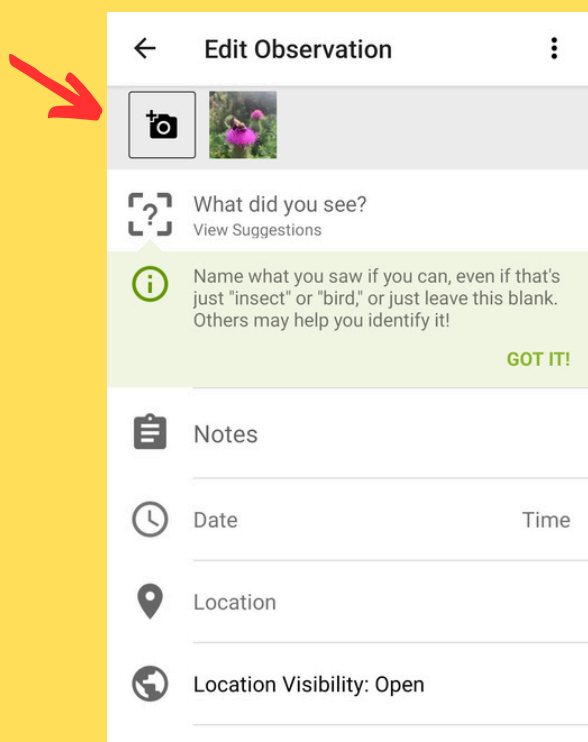 Edit Observation
What did you see?
View Suggestions
Name what you saw if you can, even if that's
just "insect" or "bird," or just leave this blank.
Others may help you identify it!
GOT IT!
Notes
Date Time
Location
Location Visibility: Open